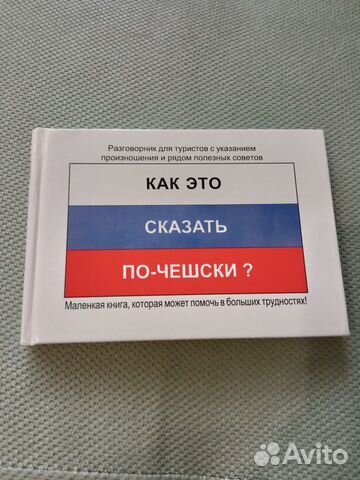 Разговорник для туристов с указанием
произношения и рядом полезных советов
КАК ЭТО
СКАЗАТЬ
ПО-ЧЕШСКИ ?
Маленкая книга, которая может помочь в больших трудностях!
Avito